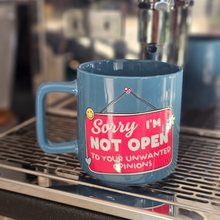 Sorry I'M
NOT OPEN
TO YOUR UNWANTED
OPINIONS